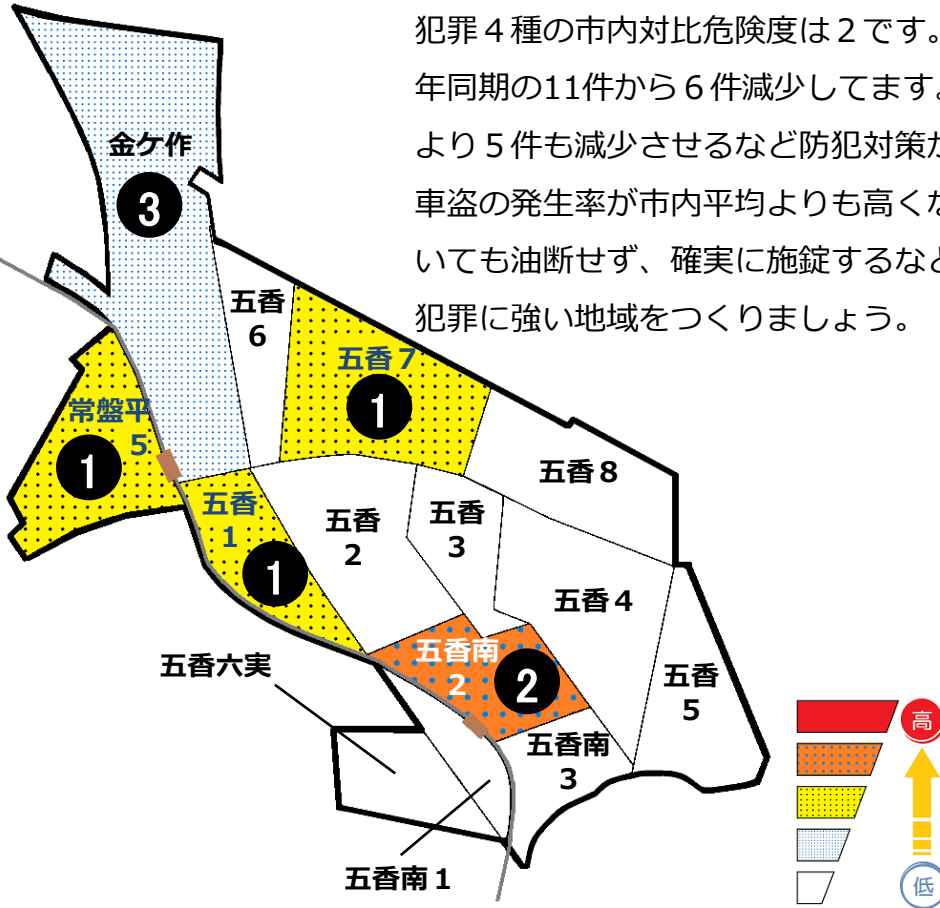 犯罪４種の市内対比危険度は２です。
年同期の11件から６件減少してます。
より５件も減少させるなど防犯対策が
車盗の発生率が市内平均よりも高くな
いても油断せず、確実に施錠するなど
犯罪に強い地域をつくりましょう。
金ケ作
3
五香
6
五香７
1
常盤平
5
1
五香
1
1
五香
2
五香
3
五香８
五香４
五香南
2
2
五香六実
五香
5
五香南
3
五香南１
高
低